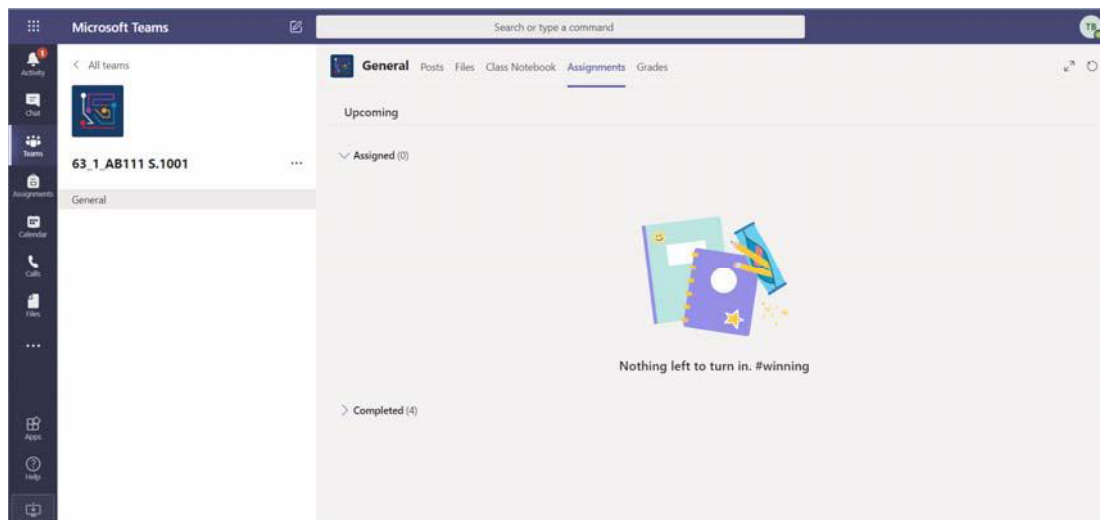 Microsoft Teams
Search or type a command
TB
1
Activity
Chat
Teams
Assignments
Calendar
Calls
Files
Apps
Help
All teams
63_1_AB111 S.1001
General
General Posts Files Class Notebook Assignments Grades
Upcoming
Assigned (0)
Nothing left to turn in. #winning
Completed (4)